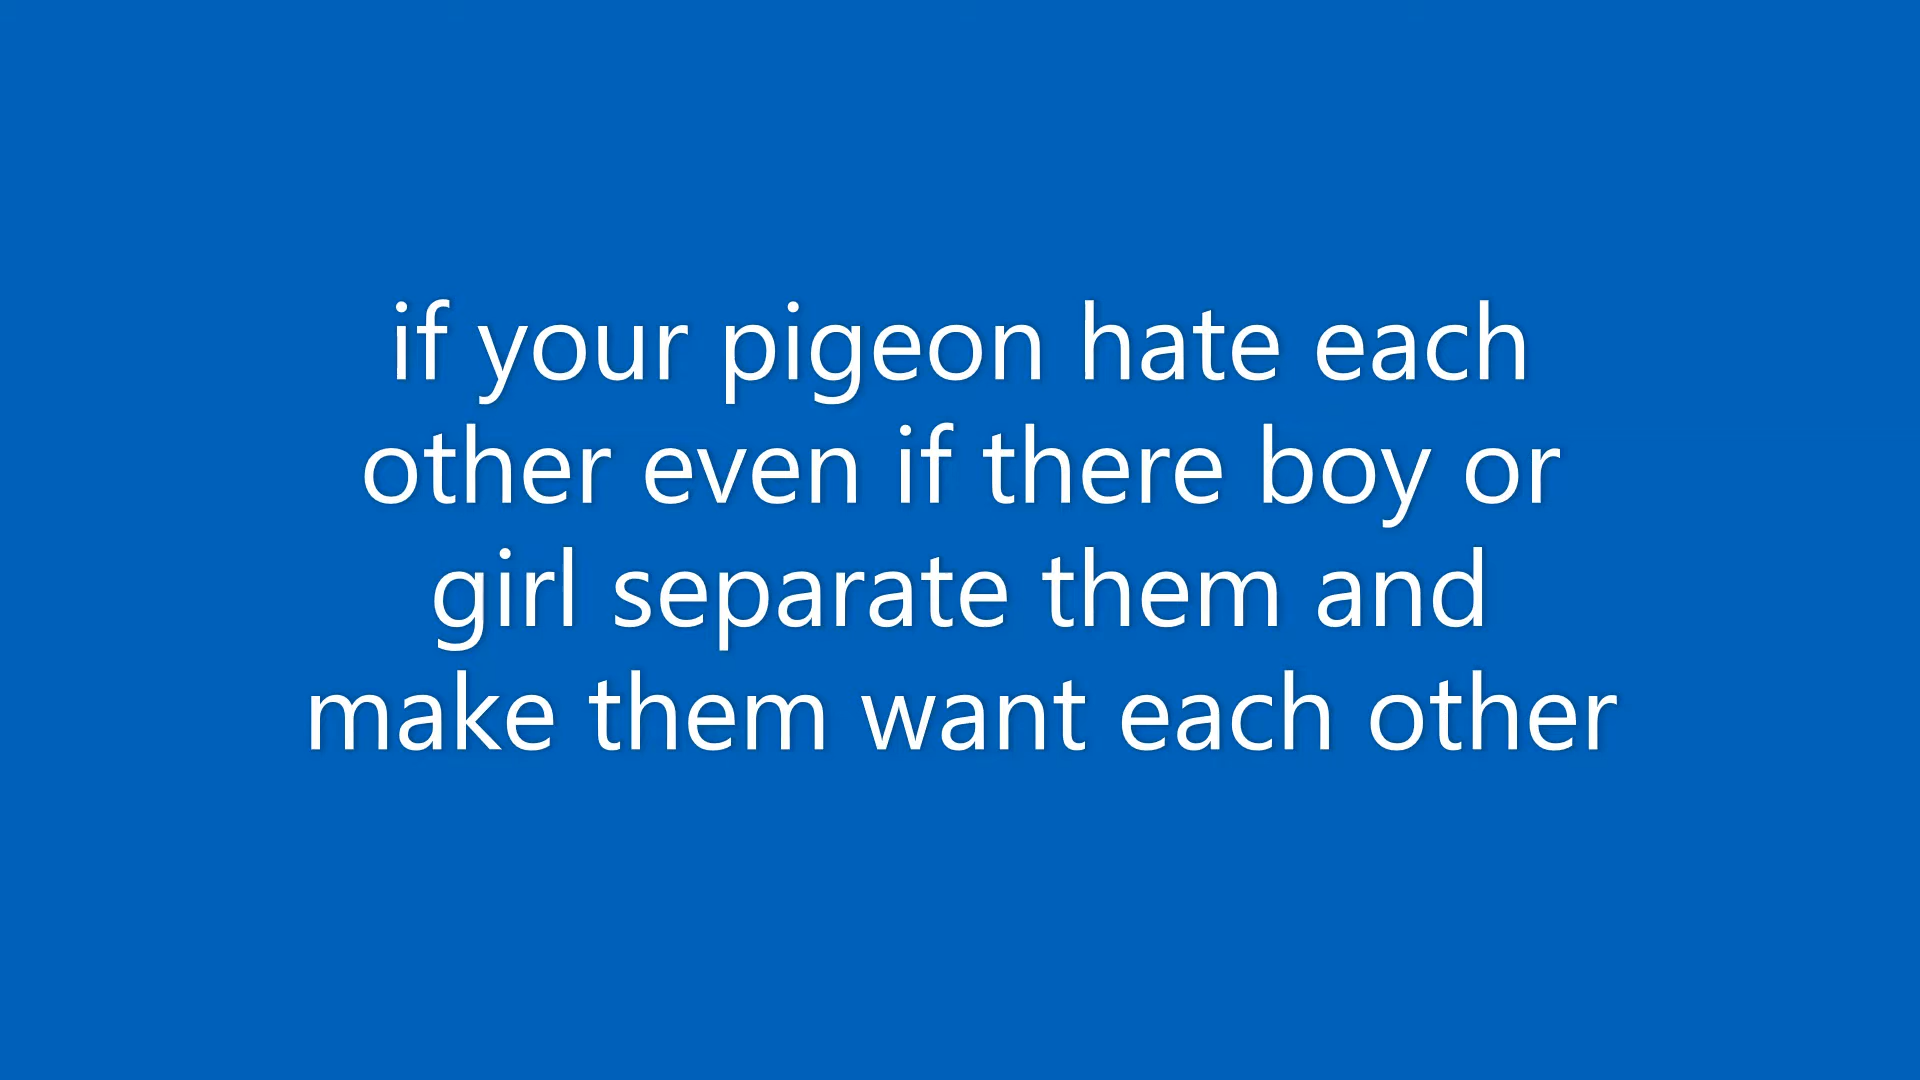 if your pigeon hate each
other even if there boy or
girl separate them and
make them want each other